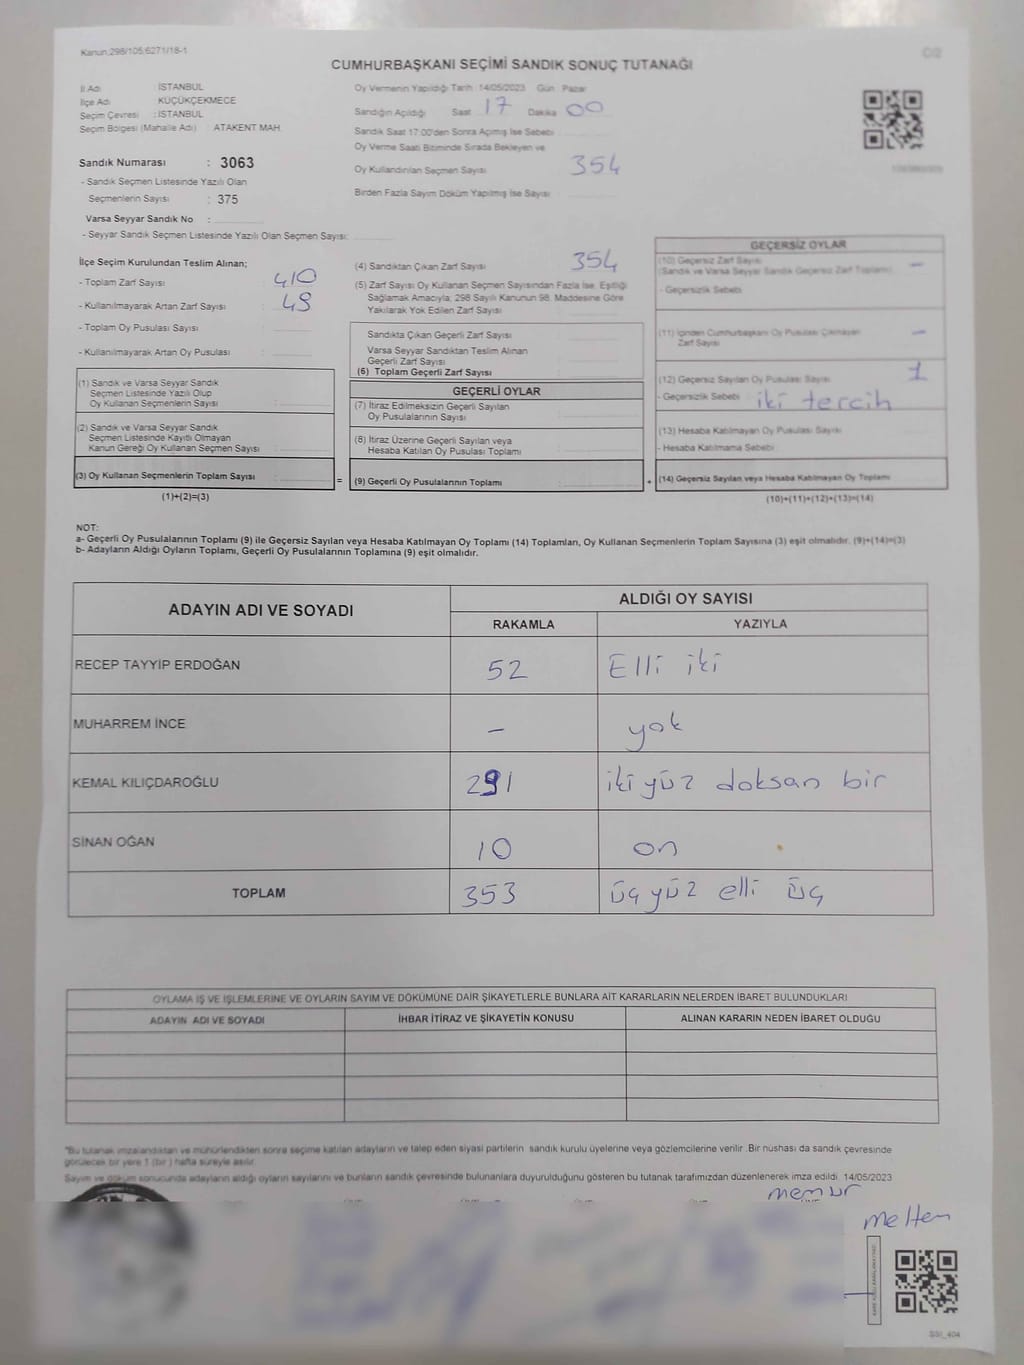 Kanun:298/105;6271/18-1
CUMHURBAŞKANI SEÇİMİ SANDIK SONUÇ TUTANAĞI
İl Adı : İSTANBUL
İlçe Adı : KÜÇÜKÇEKMECE
Seçim Çevresi : İSTANBUL
Seçim Bölgesi (Mahalle Adı) : ATAKENT MAH.
Sandık Numarası : 3063
- Sandık Seçmen Listesinde Yazılı Olan
Seçmenlerin Sayısı : 375
Varsa Seyyar Sandık No :
- Seyyar Sandık Seçmen Listesinde Yazılı Olan Seçmen Sayısı:
Oy Vermenin Yapıldığı Tarih : 14/05/2023 Gün : Pazar
Sandığın Açıldığı Saat 17 Dakika 00
Sandık Saat 17:00'den Sonra Açılmış İse Sebebi
Oy Verme Saati Bitiminde Sırada Bekleyen ve
Oy Kullandırılan Seçmen Sayısı 354
Birden Fazla Sayım Döküm Yapılmış İse Sayısı
İlçe Seçim Kurulundan Teslim Alınan;
- Toplam Zarf Sayısı : 410
- Kullanılmayarak Artan Zarf Sayısı :
- Toplam Oy Pusulası Sayısı :
- Kullanılmayarak Artan Oy Pusulası :
(1) Sandık ve Varsa Seyyar Sandık
Seçmen Listesinde Yazılı Olup
Oy Kullanan Seçmenlerin Sayısı :
(2) Sandık ve Varsa Seyyar Sandık
Seçmen Listesinde Kayıtlı Olmayan
Kanun Gereği Oy Kullanan Seçmen Sayısı :
(3) Oy Kullanan Seçmenlerin Toplam Sayısı : =
(1)+(2)=(3)
(4) Sandıktan Çıkan Zarf Sayısı 354
(5) Zarf Sayısı Oy Kullanan Seçmen Sayısından Fazla İse, Eşitliği
Sağlamak Amacıyla; 298 Sayılı Kanunun 98. Maddesine Göre
Yakılarak Yok Edilen Zarf Sayısı
Sandıkta Çıkan Geçerli Zarf Sayısı
Varsa Seyyar Sandıktan Teslim Alınan
Geçerli Zarf Sayısı
(6) Toplam Geçerli Zarf Sayısı
GEÇERLİ OYLAR
(7) İtiraz Edilmeksizin Geçerli Sayılan
Oy Pusulalarının Sayısı
(8) İtiraz Üzerine Geçerli Sayılan veya
Hesaba Katılan Oy Pusulası Toplamı
(9) Geçerli Oy Pusulalarının Toplamı +
GEÇERSİZ OYLAR
(10) Geçersiz Zarf Sayısı –
(Sandık ve Varsa Seyyar Sandık Geçersiz Zarf Toplamı)
- Geçersizlik Sebebi
(11) İçinden Cumhurbaşkanı Oy Pusulası Çıkmayan –
Zarf Sayısı
(12) Geçersiz Sayılan Oy Pusulası Sayısı 1
- Geçersizlik Sebebi iki tercih
(13) Hesaba Katılmayan Oy Pusulası Sayısı
- Hesaba Katılmama Sebebi
(14) Geçersiz Sayılan veya Hesaba Katılmayan Oy Toplamı
(10)+(11)+(12)+(13)=(14)
NOT:
a- Geçerli Oy Pusulalarının Toplamı (9) ile Geçersiz Sayılan veya Hesaba Katılmayan Oy Toplamı (14) Toplamları, Oy Kullanan Seçmenlerin Toplam Sayısına (3) eşit olmalıdır. (9)+(14)=(3)
b- Adayların Aldığı Oyların Toplamı, Geçerli Oy Pusulalarının Toplamına (9) eşit olmalıdır.
ADAYIN ADI VE SOYADI ALDIĞI OY SAYISI
RAKAMLA YAZIYLA
RECEP TAYYİP ERDOĞAN 52 Elli iki
MUHARREM İNCE – yok
KEMAL KILIÇDAROĞLU 291 iki yüz doksan bir
SİNAN OĞAN 10 on
TOPLAM 353 üç yüz elli üç
OYLAMA İŞ VE İŞLEMLERİNE VE OYLARIN SAYIM VE DÖKÜMÜNE DAİR ŞİKAYETLERLE BUNLARA AİT KARARLARIN NELERDEN İBARET BULUNDUKLARI
ADAYIN ADI VE SOYADI İHBAR İTİRAZ VE ŞİKAYETİN KONUSU ALINAN KARARIN NEDEN İBARET OLDUĞU
"Bu tutanak imzalandıktan ve mühürlendikten sonra seçime katılan adayların ve talep eden siyasi partilerin sandık kurulu üyelerine veya gözlemcilerine verilir. Bir nüshası da sandık çevresinde
görülecek bir yere 1 (bir ) hafta süreyle asılır.
Sayım ve döküm sonucunda adayların aldığı oyların sayılarını ve bunların sandık çevresinde bulunanlara duyurulduğunu gösteren bu tutanak tarafımızdan düzenlenerek imza edildi. 14/05/2023
memur
meltem
SSI_404